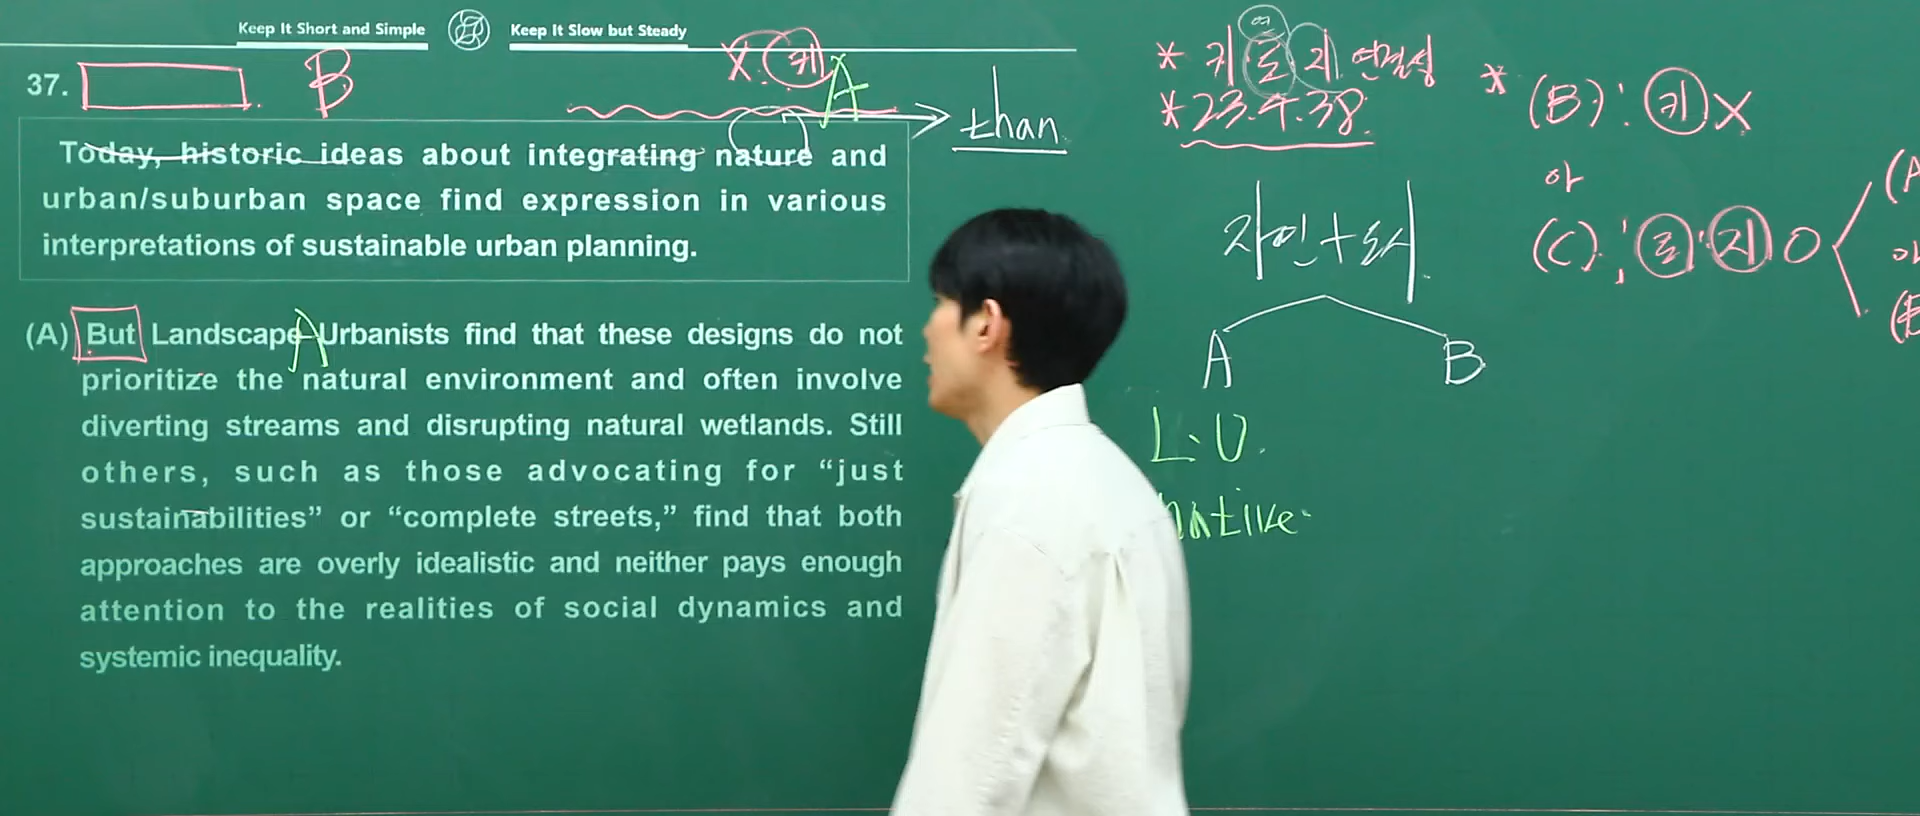 Keep It Short and Simple Keep It Slow but Steady
37. B
X 키 A
than
Today, historic ideas about integrating nature and
urban/suburban space find expression in various
interpretations of sustainable urban planning.
(A) But Landscape Urbanists find that these designs do not
A
prioritize the natural environment and often involve
diverting streams and disrupting natural wetlands. Still
others, such as those advocating for “just
sustainabilities” or “complete streets,” find that both
approaches are overly idealistic and neither pays enough
attention to the realities of social dynamics and
systemic inequality.
* 키 로 지 연결성
* 23.4.38.
자연+도시
A B
L.U.
native
* (B): 키 X
(C): 로 지 O